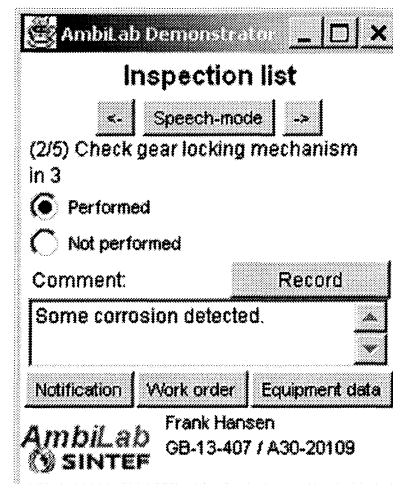 AmbiLab Demonstrator
Inspection list
<- Speech-mode ->
(2/5) Check gear locking mechanism
in 3
Performed
Not performed
Comment: Record
Some corrosion detected.
Notification Work order Equipment data
AmbiLab Frank Hansen
SINTEF GB-13-407 / A30-20109